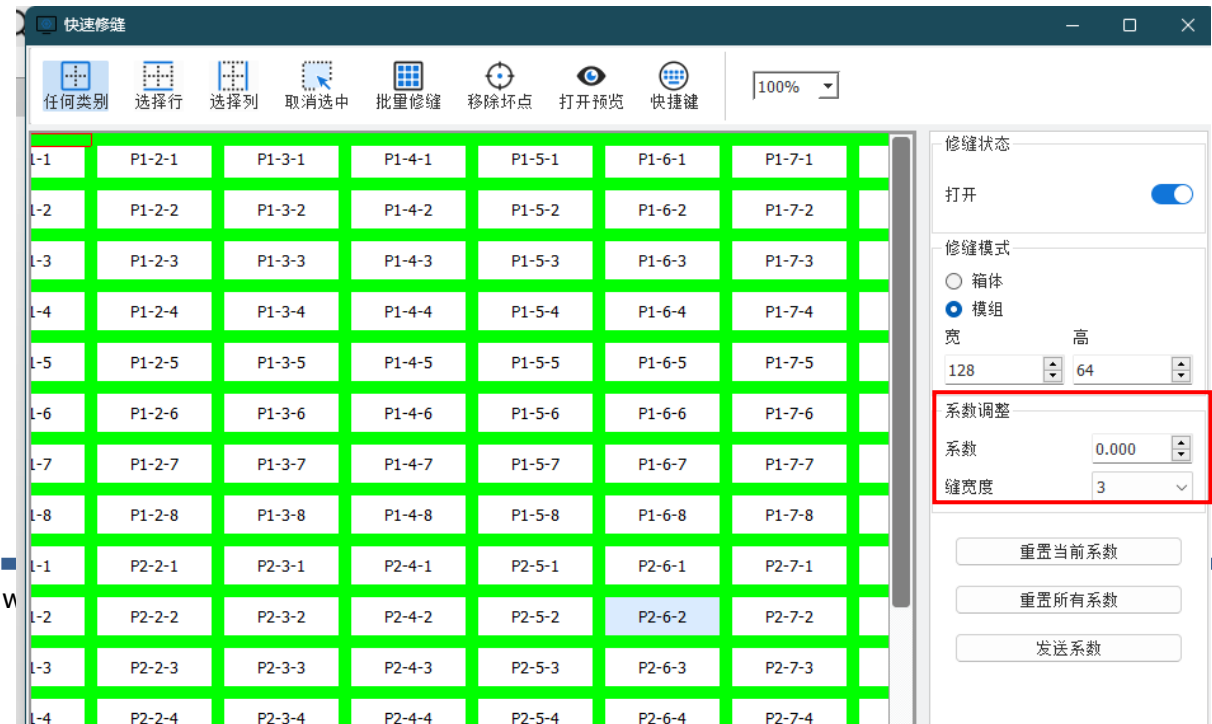 快速修缝
任何类别 选择行 选择列 取消选中 批量修缝 移除坏点 打开预览 快捷键 100%
修缝状态
打开
修缝模式
箱体
模组
宽 高
128 64
系数调整
系数 0.000
缝宽度 3
重置当前系数
重置所有系数
发送系数
-1 P1-2-1 P1-3-1 P1-4-1 P1-5-1 P1-6-1 P1-7-1
-2 P1-2-2 P1-3-2 P1-4-2 P1-5-2 P1-6-2 P1-7-2
-3 P1-2-3 P1-3-3 P1-4-3 P1-5-3 P1-6-3 P1-7-3
-4 P1-2-4 P1-3-4 P1-4-4 P1-5-4 P1-6-4 P1-7-4
-5 P1-2-5 P1-3-5 P1-4-5 P1-5-5 P1-6-5 P1-7-5
-6 P1-2-6 P1-3-6 P1-4-6 P1-5-6 P1-6-6 P1-7-6
-7 P1-2-7 P1-3-7 P1-4-7 P1-5-7 P1-6-7 P1-7-7
-8 P1-2-8 P1-3-8 P1-4-8 P1-5-8 P1-6-8 P1-7-8
-1 P2-2-1 P2-3-1 P2-4-1 P2-5-1 P2-6-1 P2-7-1
-2 P2-2-2 P2-3-2 P2-4-2 P2-5-2 P2-6-2 P2-7-2
-3 P2-2-3 P2-3-3 P2-4-3 P2-5-3 P2-6-3 P2-7-3
-4 P2-2-4 P2-3-4 P2-4-4 P2-5-4 P2-6-4 P2-7-4